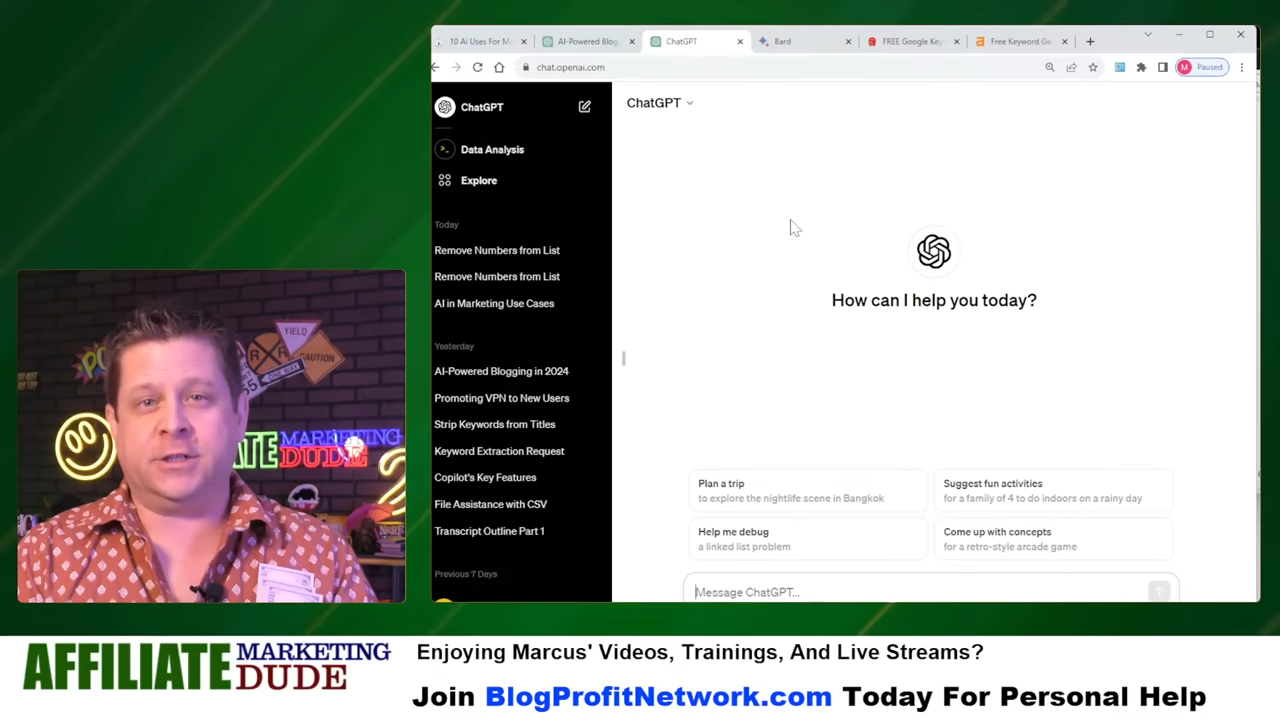 10 Ai Uses For M
AI-Powered Blog
ChatGPT
Bard
FREE Google Key
Free Keyword Ge
chat.openai.com
M Paused
ChatGPT
Data Analysis
Explore
Today
Remove Numbers from List
Remove Numbers from List
AI in Marketing Use Cases
Yesterday
AI-Powered Blogging in 2024
Promoting VPN to New Users
Strip Keywords from Titles
Keyword Extraction Request
Copilot's Key Features
File Assistance with CSV
Transcript Outline Part 1
Previous 7 Days
ChatGPT
How can I help you today?
Plan a trip
to explore the nightlife scene in Bangkok
Suggest fun activities
for a family of 4 to do indoors on a rainy day
Help me debug
a linked list problem
Come up with concepts
for a retro-style arcade game
Message ChatGPT...
YIELD
R R
CAUTION
ONE WAY
MARKETING
DUDE
AFFILIATE MARKETING
DUDE
Enjoying Marcus' Videos, Trainings, And Live Streams?
Join BlogProfitNetwork.com Today For Personal Help